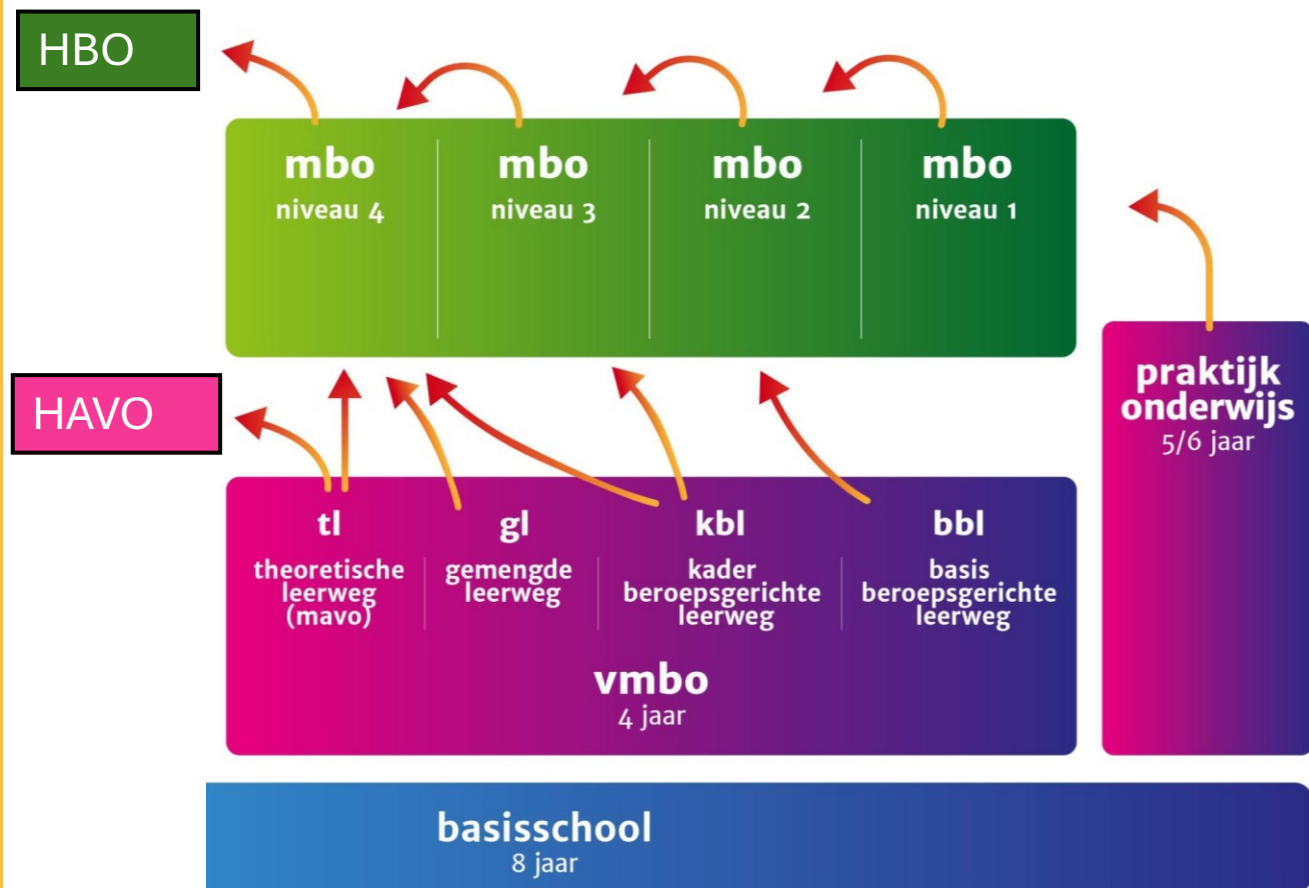 HBO
mbo
niveau 4
mbo
niveau 3
mbo
niveau 2
mbo
niveau 1
HAVO
praktijk
onderwijs
5/6 jaar
tl
theoretische
leerweg
(mavo)
gl
gemengde
leerweg
kbl
kader
beroepsgerichte
leerweg
bbl
basis
beroepsgerichte
leerweg
vmbo
4 jaar
basisschool
8 jaar